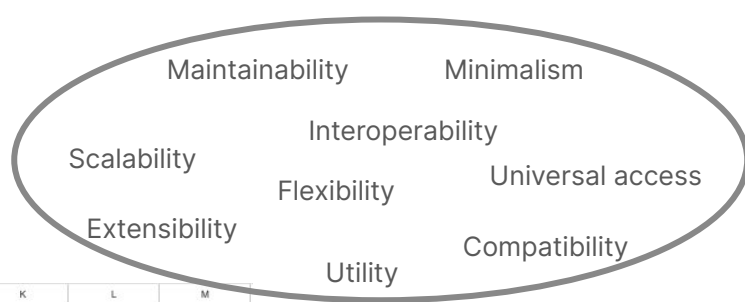 Maintainability Minimalism
Interoperability
Scalability
Universal access
Flexibility
Extensibility
Compatibility
Utility
K L M